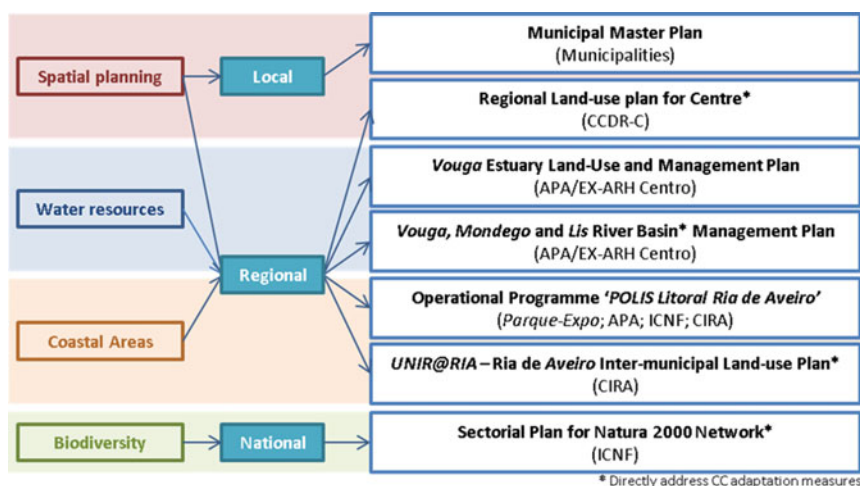 Spatial planning
Local
Municipal Master Plan
(Municipalities)
Regional Land-use plan for Centre*
(CCDR-C)
Water resources
Regional
Vouga Estuary Land-Use and Management Plan
(APA/EX-ARH Centro)
Vouga, Mondego and Lis River Basin* Management Plan
(APA/EX-ARH Centro)
Coastal Areas
Operational Programme ‘POLIS Litoral Ria de Aveiro’
(Parque-Expo; APA; ICNF; CIRA)
UNIR@RIA – Ria de Aveiro Inter-municipal Land-use Plan*
(CIRA)
Biodiversity
National
Sectorial Plan for Natura 2000 Network*
(ICNF)
* Directly address CC adaptation measures